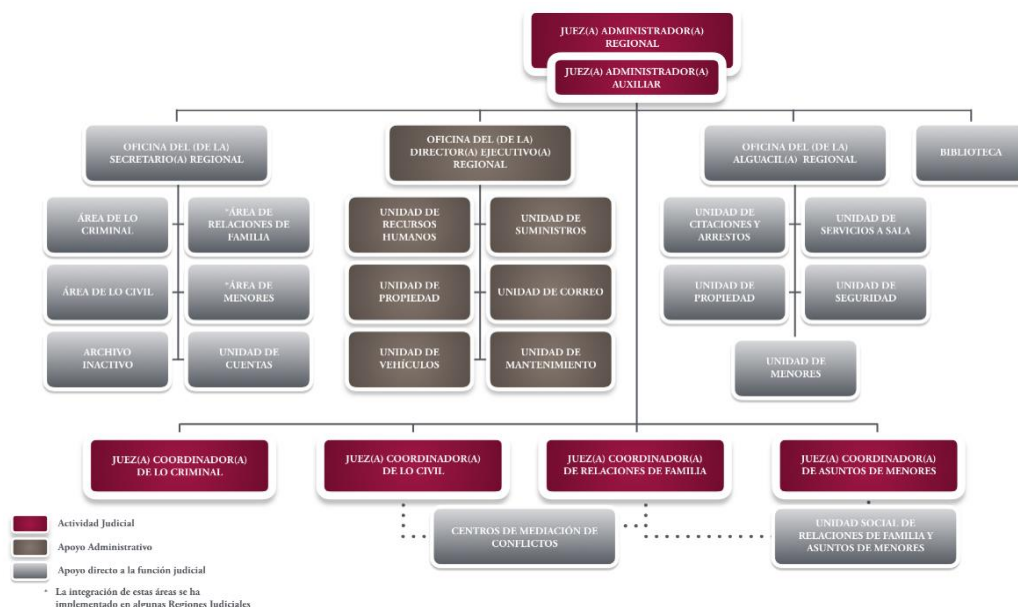 JUEZ(A) ADMINISTRADOR(A)
REGIONAL
JUEZ(A) ADMINISTRADOR(A)
AUXILIAR
OFICINA DEL (DE LA)
SECRETARIO(A) REGIONAL
OFICINA DEL (DE LA)
DIRECTOR(A) EJECUTIVO(A)
REGIONAL
OFICINA DEL (DE LA)
ALGUACIL(A) REGIONAL
BIBLIOTECA
ÁREA DE LO
CRIMINAL
*ÁREA DE
RELACIONES DE
FAMILIA
UNIDAD DE
RECURSOS
HUMANOS
UNIDAD DE
SUMINISTROS
UNIDAD DE
CITACIONES Y
ARRESTOS
UNIDAD DE
SERVICIOS A SALA
ÁREA DE LO CIVIL
*ÁREA DE
MENORES
UNIDAD DE
PROPIEDAD
UNIDAD DE CORREO
UNIDAD DE
PROPIEDAD
UNIDAD DE
SEGURIDAD
ARCHIVO
INACTIVO
UNIDAD DE
CUENTAS
UNIDAD DE
VEHÍCULOS
UNIDAD DE
MANTENIMIENTO
UNIDAD DE
MENORES
JUEZ(A) COORDINADOR(A)
DE LO CRIMINAL
JUEZ(A) COORDINADOR(A)
DE LO CIVIL
JUEZ(A) COORDINADOR(A)
DE RELACIONES DE FAMILIA
JUEZ(A) COORDINADOR(A)
DE ASUNTOS DE MENORES
CENTROS DE MEDIACIÓN DE
CONFLICTOS
UNIDAD SOCIAL DE
RELACIONES DE FAMILIA Y
ASUNTOS DE MENORES
Actividad Judicial
Apoyo Administrativo
Apoyo directo a la función judicial
* La integración de estas áreas se ha
implementado en algunas Regiones Judiciales